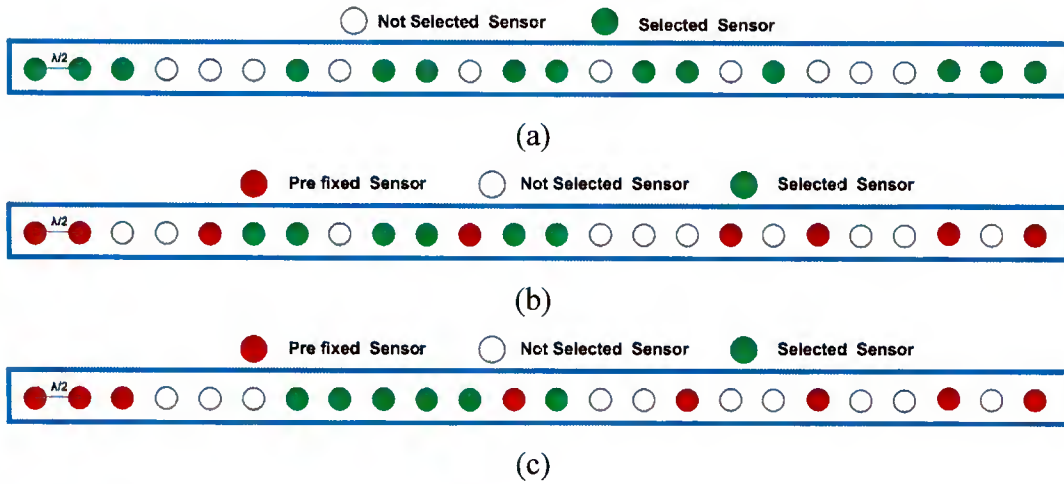 Not Selected Sensor Selected Sensor
λ/2
(a)
Pre fixed Sensor Not Selected Sensor Selected Sensor
λ/2
(b)
Pre fixed Sensor Not Selected Sensor Selected Sensor
λ/2
(c)